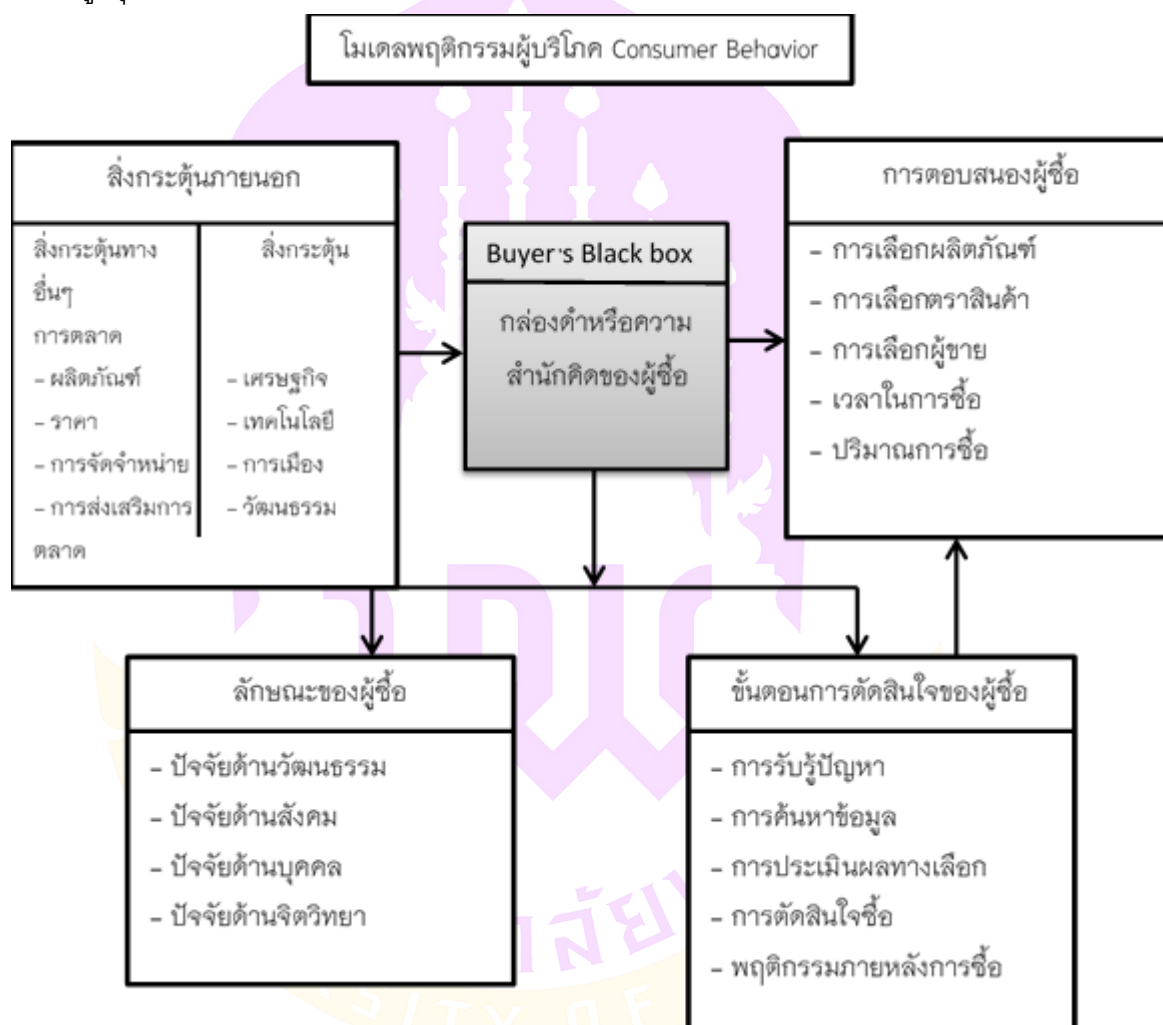 โมเดลพฤติกรรมผู้บริโภค Consumer Behavior
สิ่งกระตุ้นภายนอก
สิ่งกระตุ้นทาง
อื่นๆ
การตลาด
- ผลิตภัณฑ์
- ราคา
- การจัดจำหน่าย
- การส่งเสริมการ
ตลาด
สิ่งกระตุ้น
- เศรษฐกิจ
- เทคโนโลยี
- การเมือง
- วัฒนธรรม
Buyer's Black box
กล่องดำหรือความ
สำนักคิดของผู้ซื้อ
การตอบสนองผู้ซื้อ
- การเลือกผลิตภัณฑ์
- การเลือกตราสินค้า
- การเลือกผู้ขาย
- เวลาในการซื้อ
- ปริมาณการซื้อ
ลักษณะของผู้ซื้อ
- ปัจจัยด้านวัฒนธรรม
- ปัจจัยด้านสังคม
- ปัจจัยด้านบุคคล
- ปัจจัยด้านจิตวิทยา
ขั้นตอนการตัดสินใจของผู้ซื้อ
- การรับรู้ปัญหา
- การค้นหาข้อมูล
- การประเมินผลทางเลือก
- การตัดสินใจซื้อ
- พฤติกรรมภายหลังการซื้อ